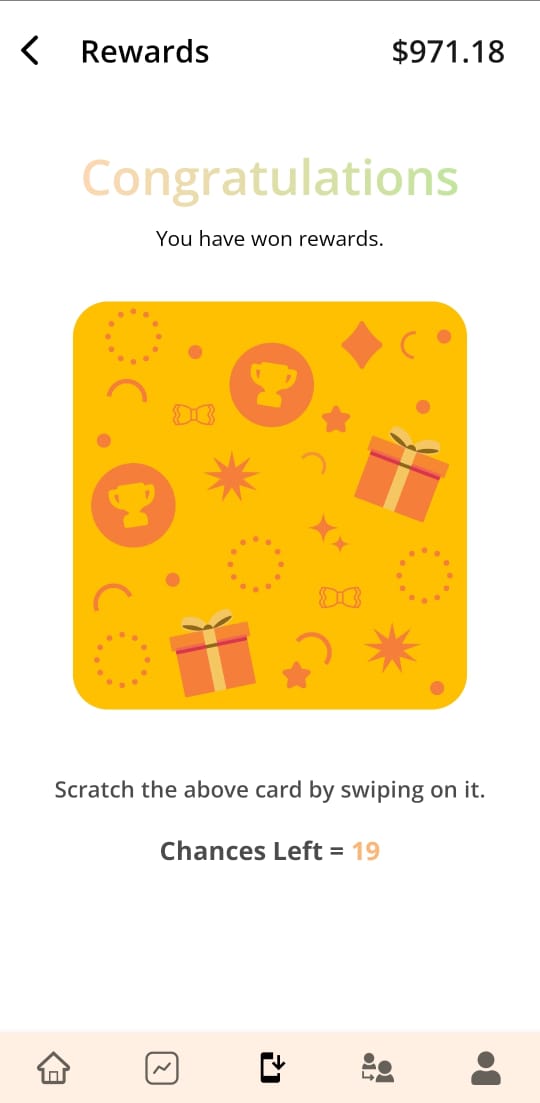 Rewards
$971.18
Congratulations
You have won rewards.
Scratch the above card by swiping on it.
Chances Left = 19